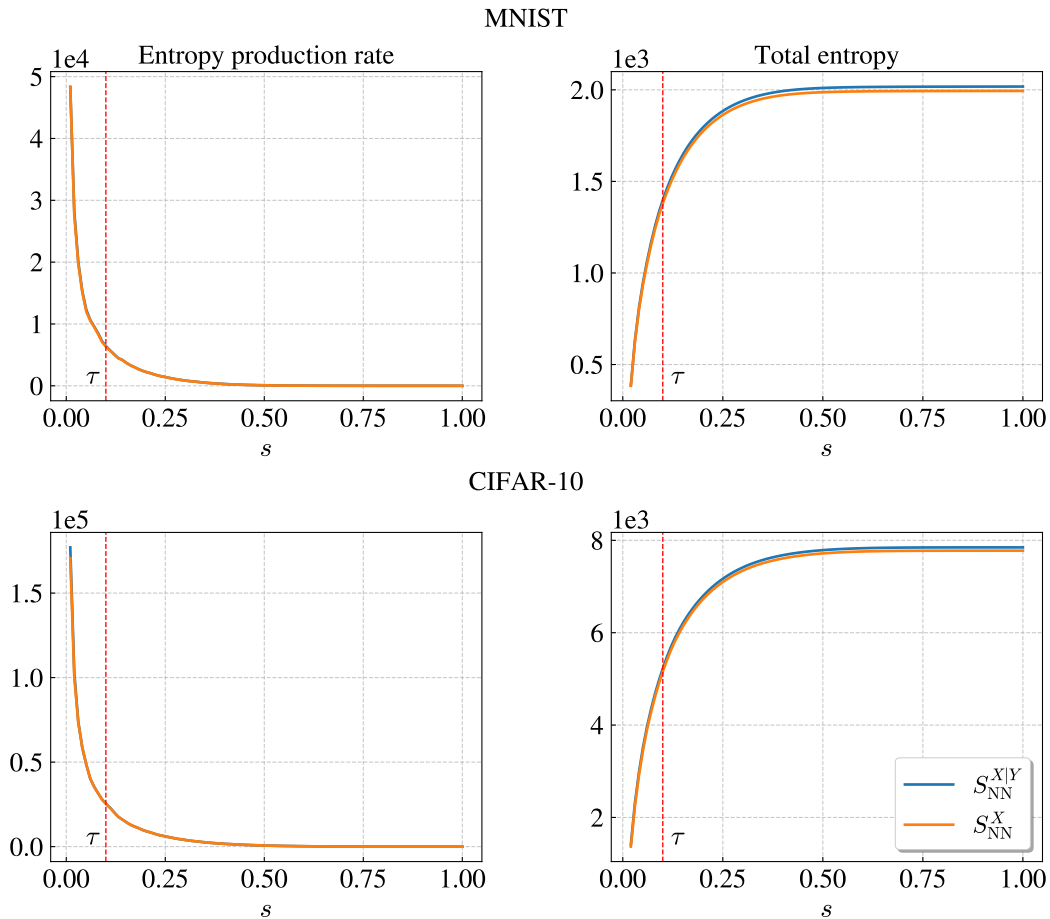 MNIST
Entropy production rate
1e4
5
4
3
2
1
0
τ
0.00 0.25 0.50 0.75 1.00
s
Total entropy
1e3
2.0
1.5
1.0
0.5
τ
0.00 0.25 0.50 0.75 1.00
s
CIFAR-10
1e5
1.5
1.0
0.5
0.0
τ
0.00 0.25 0.50 0.75 1.00
s
1e3
8
6
4
2
τ
S_NN^{X|Y}
S_NN^X
0.00 0.25 0.50 0.75 1.00
s